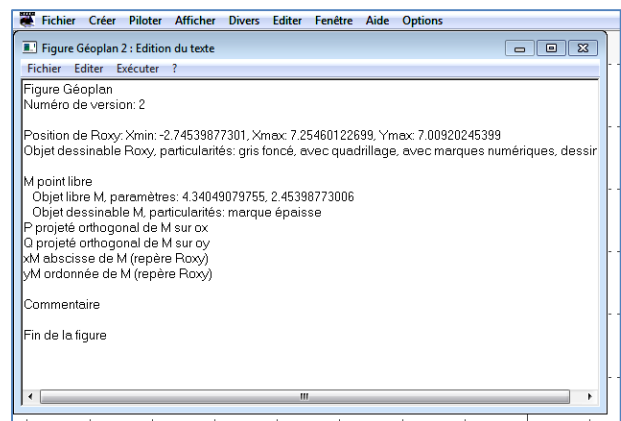 Fichier Créer Piloter Afficher Divers Editer Fenêtre Aide Options
Figure Géoplan 2 : Edition du texte
Fichier Editer Exécuter ?
Figure Géoplan
Numéro de version: 2
Position de Roxy: Xmin: -2.74539877301, Xmax: 7.25460122699, Ymax: 7.00920245399
Objet dessinable Roxy, particularités: gris foncé, avec quadrillage, avec marques numériques, dessin
M point libre
Objet libre M, paramètres: 4.34049079755, 2.45398773006
Objet dessinable M, particularités: marque épaisse
P projeté orthogonal de M sur ox
Q projeté orthogonal de M sur oy
xM abscisse de M (repère Roxy)
yM ordonnée de M (repère Roxy)
Commentaire
Fin de la figure